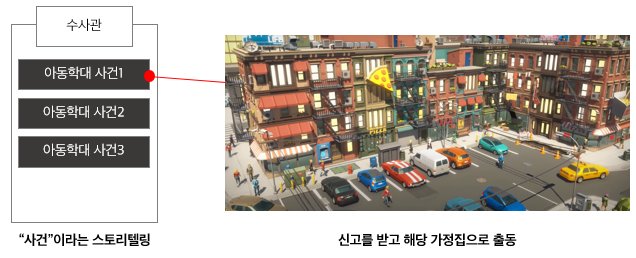 수사관
아동학대 사건1
아동학대 사건2
아동학대 사건3
“사건”이라는 스토리텔링
신고를 받고 해당 가정집으로 출동
PIZZA